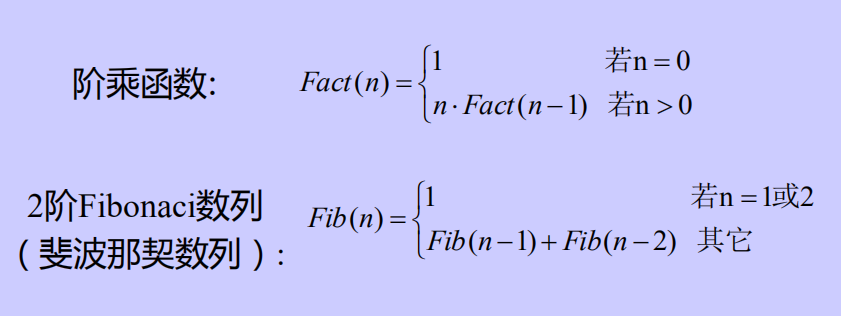 阶乘函数: Fact(n) = { 1 若n = 0
n · Fact(n − 1) 若n > 0
2阶Fibonaci数列
（斐波那契数列）: Fib(n) = { 1 若n = 1或2
Fib(n − 1) + Fib(n − 2) 其它